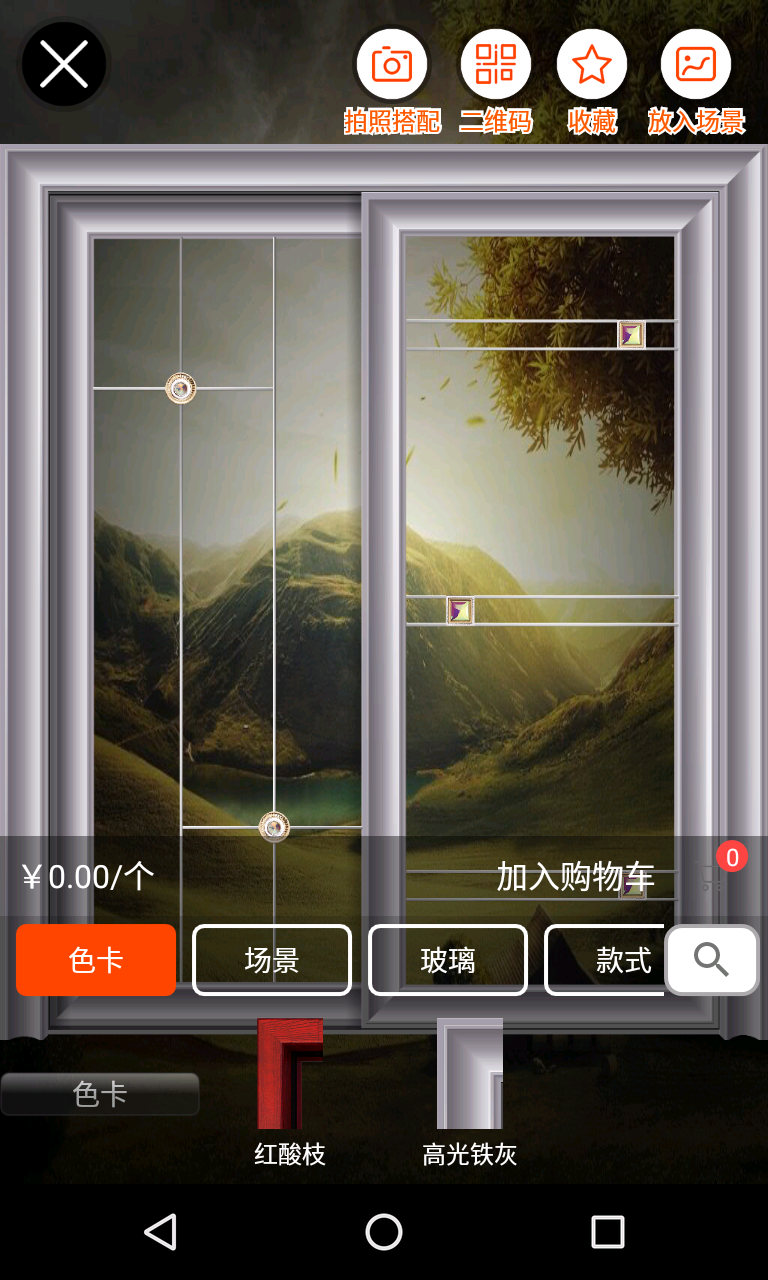 拍照搭配 二维码 收藏 放入场景
￥0.00/个 加入购物车 0
色卡 场景 玻璃 款式
色卡
红酸枝 高光铁灰